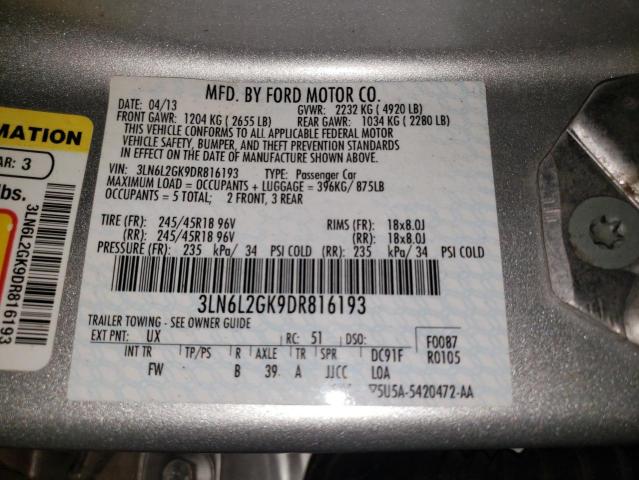 MFD. BY FORD MOTOR CO.
DATE: 04/13 GVWR: 2232 KG ( 4920 LB)
FRONT GAWR: 1204 KG ( 2655 LB) REAR GAWR: 1034 KG ( 2280 LB)
THIS VEHICLE CONFORMS TO ALL APPLICABLE FEDERAL MOTOR
VEHICLE SAFETY, BUMPER, AND THEFT PREVENTION STANDARDS
IN EFFECT ON THE DATE OF MANUFACTURE SHOWN ABOVE.
VIN: 3LN6L2GK9DR816193 TYPE: Passenger Car
MAXIMUM LOAD = OCCUPANTS + LUGGAGE = 396KG/ 875LB
OCCUPANTS = 5 TOTAL; 2 FRONT, 3 REAR
TIRE (FR): 245/45R18 96V RIMS (FR): 18x8.0J
(RR): 245/45R18 96V (RR): 18x8.0J
PRESSURE (FR): 235 kPa/ 34 PSI COLD (RR): 235 kPa/ 34 PSI COLD
3LN6L2GK9DR816193
TRAILER TOWING - SEE OWNER GUIDE
EXT PNT: UX RC: 51 DSO: F0087
INT TR TP/PS R AXLE TR SPR DC91F R0105
FW B 39 A JJCC LOA
5U5A-5420472-AA
MATION
AR: 3
lbs.
3LN6L2GK9DR816193